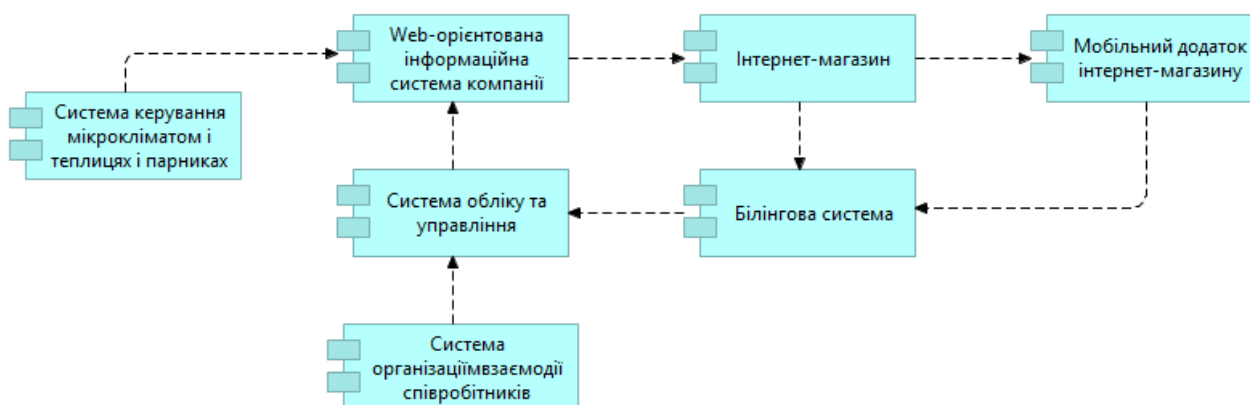 Web-орієнтована
інформаційна
система компанії
Інтернет-магазин
Мобільний додаток
інтернет-магазину
Система керування
мікрокліматом і
теплицях і парниках
Система обліку та
управління
Білінгова система
Система
організаціїмвзаємодії
співробітників